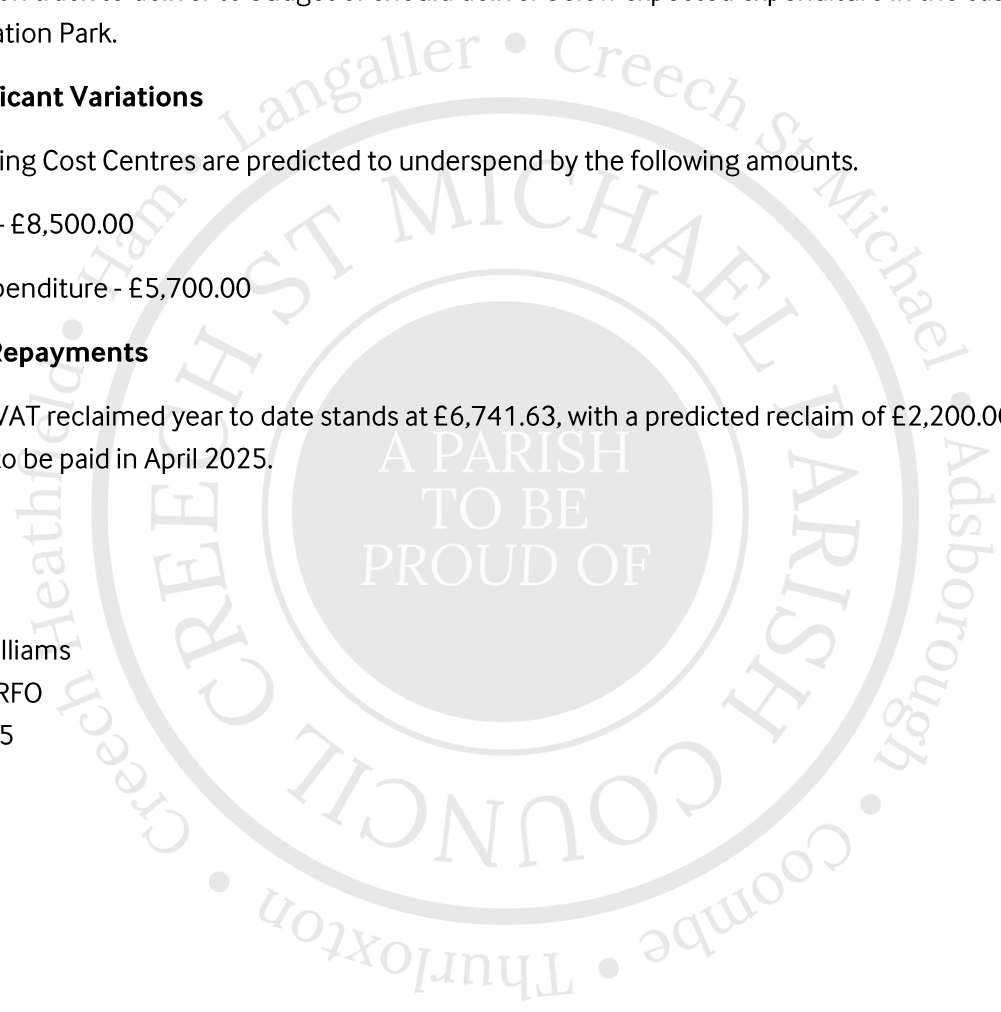 ation Park.
icant Variations
ing Cost Centres are predicted to underspend by the following amounts.
- £8,500.00
penditure - £5,700.00
Repayments
VAT reclaimed year to date stands at £6,741.63, with a predicted reclaim of £2,200.00
to be paid in April 2025.
lliams
RFO
5
CREECH ST MICHAEL PARISH COUNCIL
A PARISH
TO BE
PROUD OF
Creech Heathfield • Ham • Langaller • Creech St Michael • Adsborough • Coombe • Thurloxton •